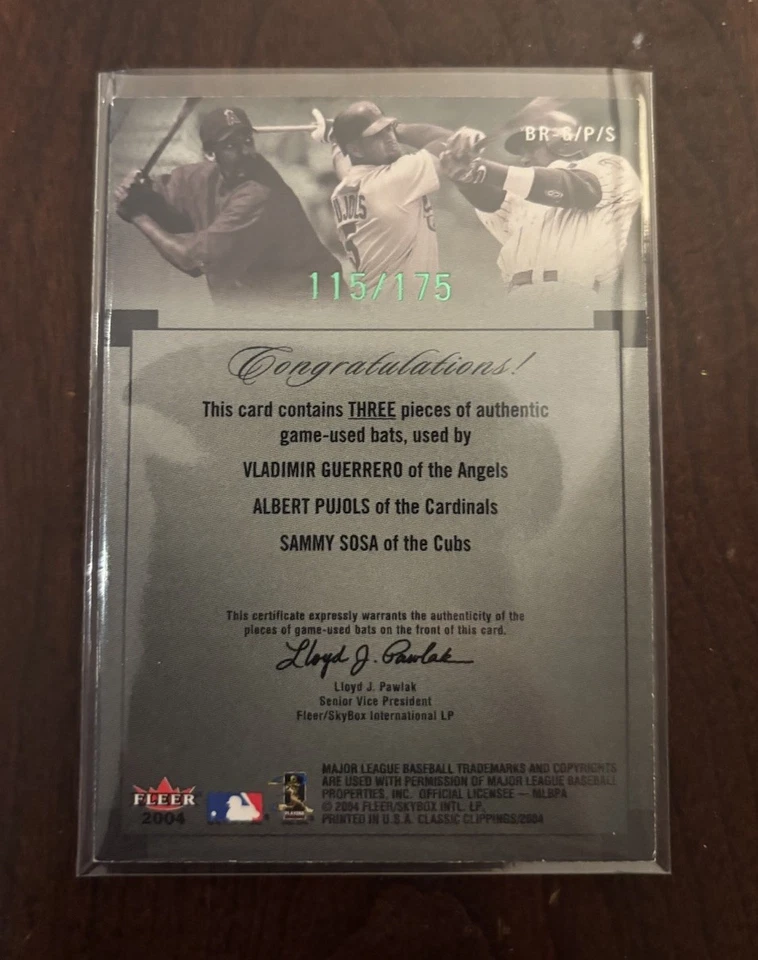 BR-G/P/S
PUJOLS
5
115/175
Congratulations!
This card contains THREE pieces of authentic
game-used bats, used by
VLADIMIR GUERRERO of the Angels
ALBERT PUJOLS of the Cardinals
SAMMY SOSA of the Cubs
This certificate expressly warrants the authenticity of the
pieces of game-used bats on the front of this card.
Lloyd J. Pawlak
Lloyd J. Pawlak
Senior Vice President
Fleer/SkyBox International LP
MAJOR LEAGUE BASEBALL TRADEMARKS AND COPYRIGHTS
ARE USED WITH PERMISSION OF MAJOR LEAGUE BASEBALL
PROPERTIES, INC. OFFICIAL LICENSEE — MLBPA
© 2004 FLEER/SKYBOX INTL. LP.
PRINTED IN U.S.A. CLASSIC CLIPPINGS/2004
FLEER
2004